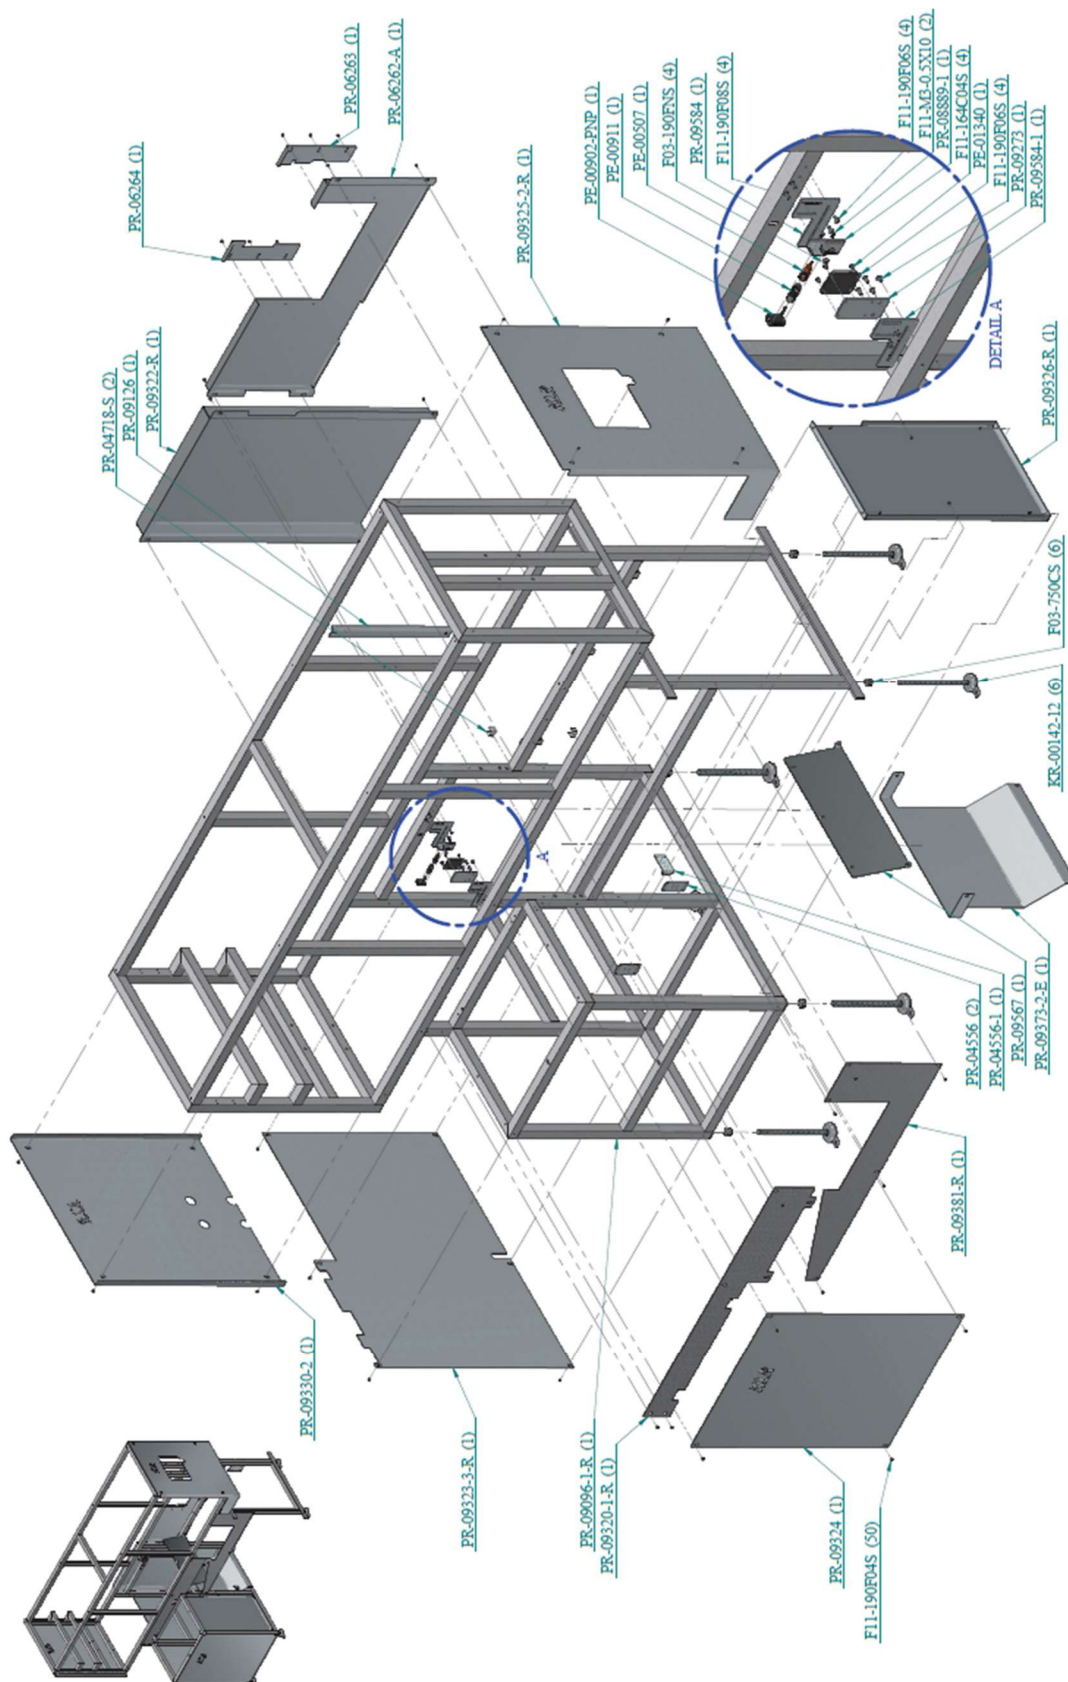 PR-06264 (1)
PR-06263 (1)
PR-06262-A (1)
PR-04718-S (2)
PR-09126 (1)
PR-09322-R (1)
PR-09325-2-R (1)
PE-00902-PNP (1)
PE-00911 (1)
PE-00507 (1)
F03-190FNS (4)
PR-09584 (1)
F11-190F08S (4)
F11-190F06S (4)
F11-M3-0.5X10 (2)
PR-08889-1 (1)
F11-164C04S (4)
PE-01340 (1)
F11-190F06S (4)
PR-09273 (1)
PR-09584-1 (1)
DETAIL A
PR-09326-R (1)
F03-750CS (6)
KR-00142-12 (6)
A
PR-04556 (2)
PR-04556-1 (1)
PR-09567 (1)
PR-09373-2-E (1)
PR-09381-R (1)
PR-09330-2 (1)
PR-09323-3-R (1)
PR-09096-1-R (1)
PR-09320-1-R (1)
PR-09324 (1)
F11-190F04S (50)